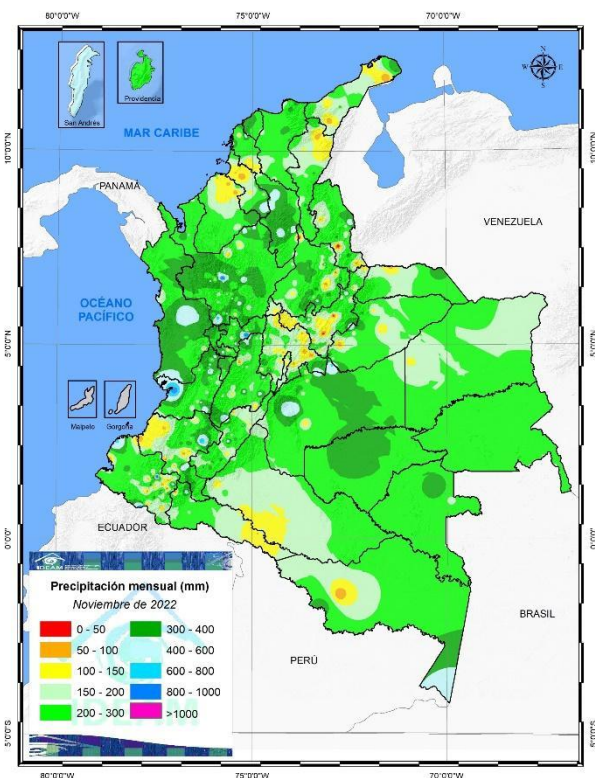 80°0'0"W 75°0'0"W 70°0'0"W
N
W E
S
San Andrés
Providencia
MAR CARIBE
10°0'0"N 10°0'0"N
PANAMÁ
VENEZUELA
OCÉANO
PACÍFICO
5°0'0"N 5°0'0"N
Malpelo Gorgona
ECUADOR
0°0'0" 0°0'0"
IDEAM
Precipitación mensual (mm)
Noviembre de 2022
0 - 50 300 - 400
50 - 100 400 - 600
100 - 150 600 - 800
150 - 200 800 - 1000
200 - 300 >1000
BRASIL
PERÚ
5°0'0"S 5°0'0"S
80°0'0"W 75°0'0"W 70°0'0"W